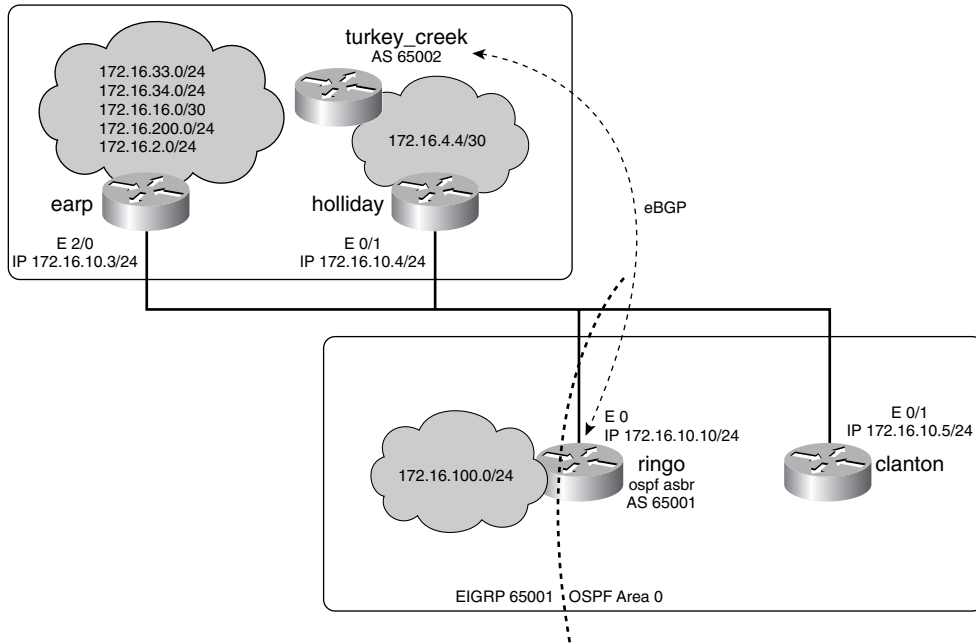 turkey_creek
AS 65002
172.16.33.0/24
172.16.34.0/24
172.16.16.0/30
172.16.200.0/24
172.16.2.0/24
172.16.4.4/30
earp
holliday
eBGP
E 2/0
IP 172.16.10.3/24
E 0/1
IP 172.16.10.4/24
E 0
IP 172.16.10.10/24
E 0/1
IP 172.16.10.5/24
172.16.100.0/24
ringo
ospf asbr
AS 65001
clanton
EIGRP 65001
OSPF Area 0